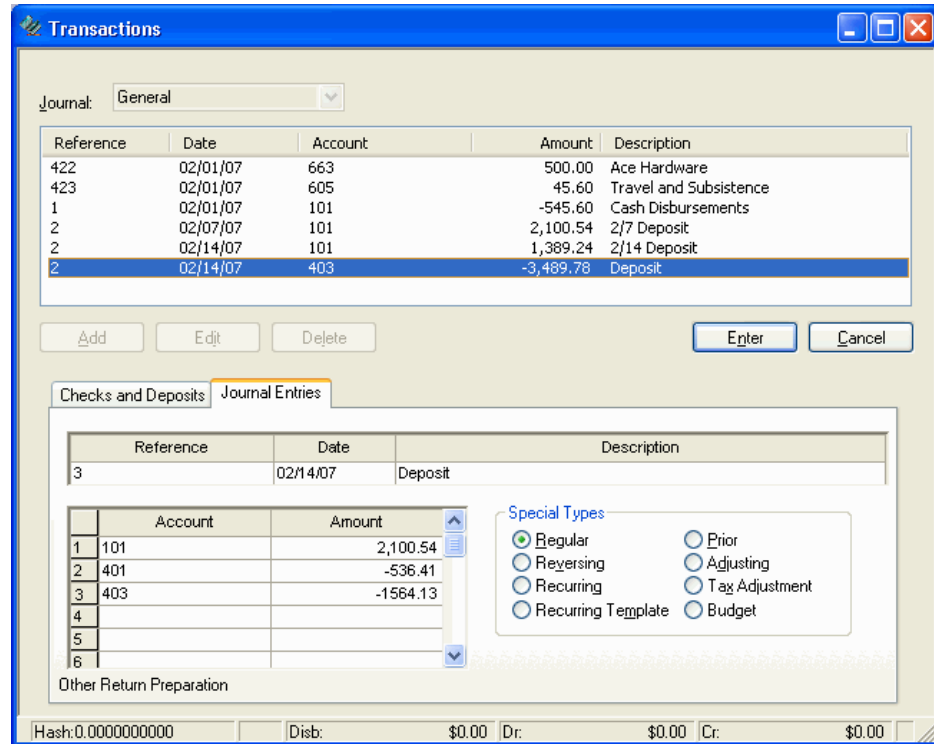 Transactions
Journal: General
Reference Date Account Amount Description
422 02/01/07 663 500.00 Ace Hardware
423 02/01/07 605 45.60 Travel and Subsistence
1 02/01/07 101 -545.60 Cash Disbursements
2 02/07/07 101 2,100.54 2/7 Deposit
2 02/14/07 101 1,389.24 2/14 Deposit
2 02/14/07 403 -3,489.78 Deposit
Add Edit Delete Enter Cancel
Checks and Deposits Journal Entries
Reference Date Description
3 02/14/07 Deposit
Account Amount
1 101 2,100.54
2 401 -536.41
3 403 -1564.13
4
5
6
Special Types
Regular Prior
Reversing Adjusting
Recurring Tax Adjustment
Recurring Template Budget
Other Return Preparation
Hash:0.0000000000 Disb: $0.00 Dr: $0.00 Cr: $0.00